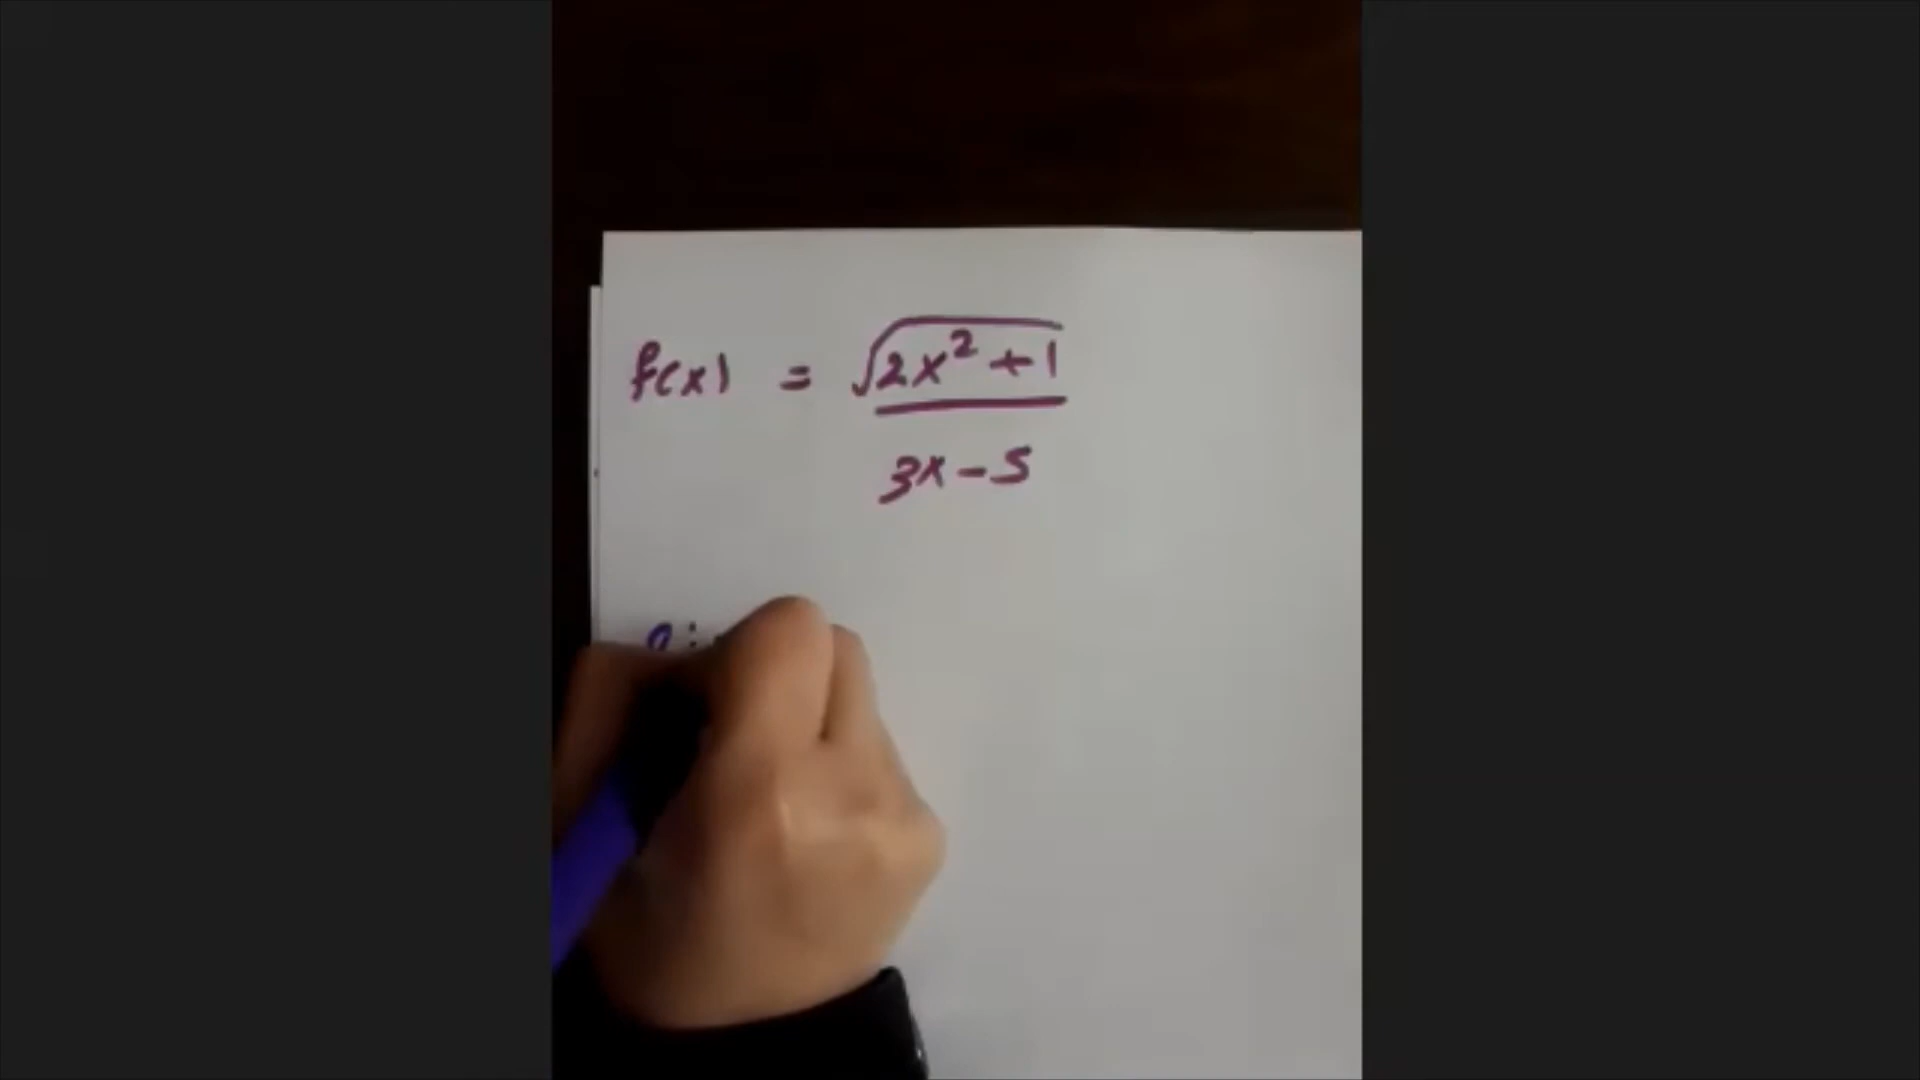 f(x) = √2x² + 1
3x - 5